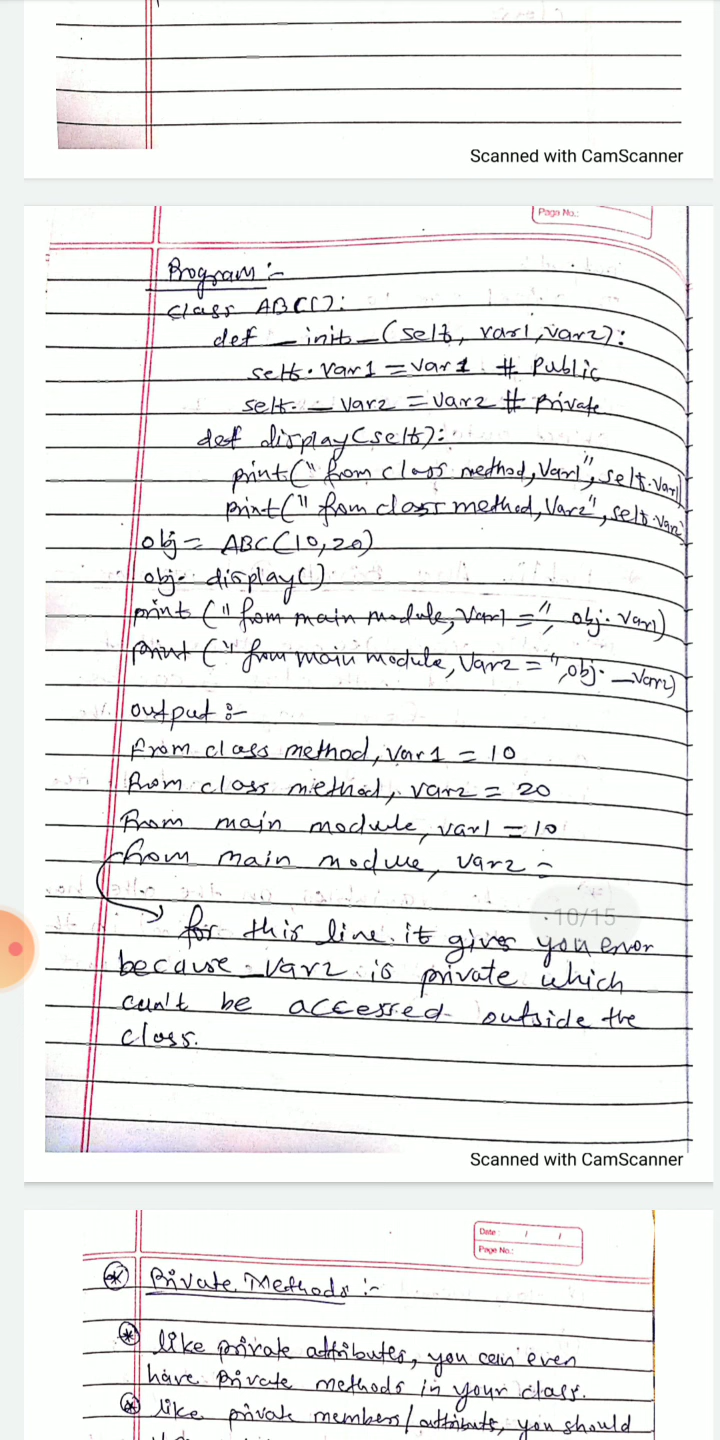 Scanned with CamScanner
Page No.:
Program :-
class ABC():
def __init__(self, var1, var2):
self.var1 = var1 # Public
self.__var2 = var2 # Private
def display(self):
print("from class method, Var1", self.var1)
print("from class method, Var2", self.var2
obj = ABC(10,20)
obj. display()
print ("from main module, Var1 =", obj. Var1)
print ("from main module, Var2 =", obj. __Var2)
output :-
From class method, var1 = 10
From class method, var2 = 20
From main module, var1 = 10
from main module, var2 =
10/15
for this line it gives you error
because var2 is private which
can't be accessed outside the
class.
Scanned with CamScanner
Date : / /
Page No.:
Private Methods :-
like private attributes, you can even
have private methods in your class.
like private members/attributes, you should